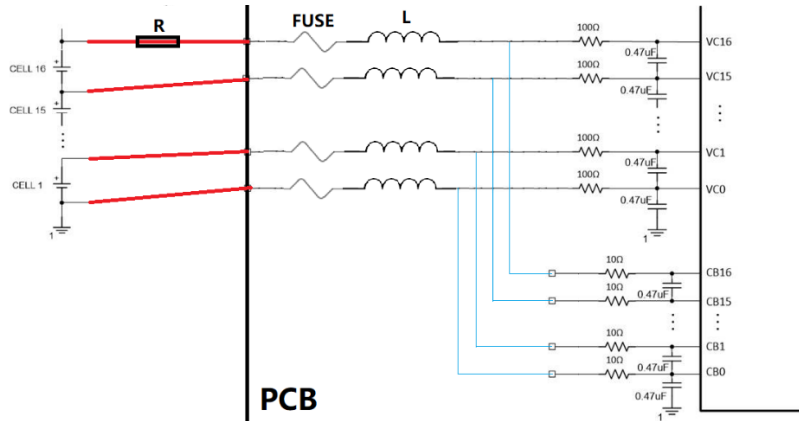 R
FUSE
L
100Ω
VC16
CELL 16
0.47uF
100Ω
VC15
CELL 15
0.47uF
100Ω
VC1
CELL 1
0.47uF
100Ω
VC0
0.47uF
1
1
10Ω
CB16
0.47uF
10Ω
CB15
10Ω
CB1
0.47uF
10Ω
CB0
0.47uF
1
PCB